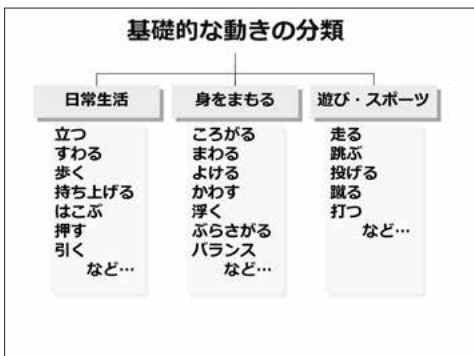 基礎的な動きの分類
日常生活
立つ
すわる
歩く
持ち上げる
はこぶ
押す
引く
など…
身をまもる
ころがる
まわる
よける
かわす
浮く
ぶらさがる
バランス
など…
遊び・スポーツ
走る
跳ぶ
投げる
蹴る
打つ
など…